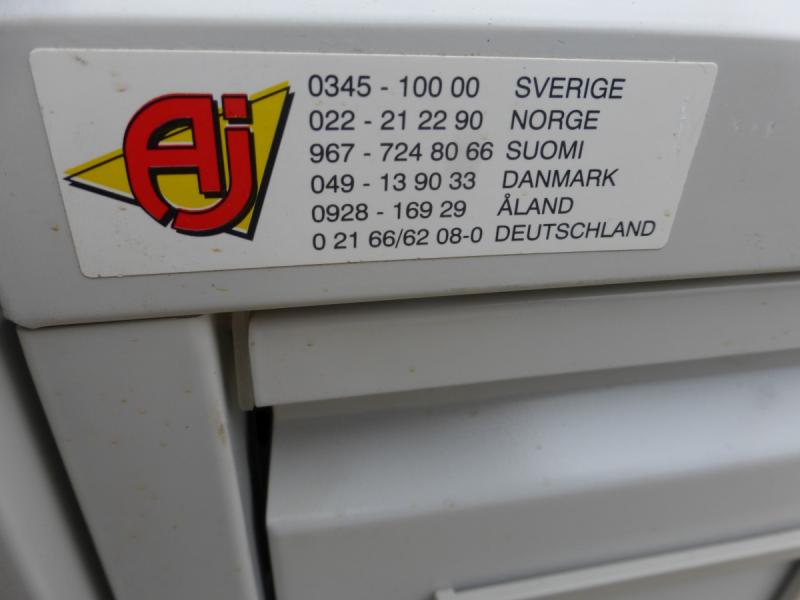 AJ
0345 - 100 00 SVERIGE
022 - 21 22 90 NORGE
967 - 724 80 66 SUOMI
049 - 13 90 33 DANMARK
0928 - 169 29 ÅLAND
0 21 66/62 08-0 DEUTSCHLAND